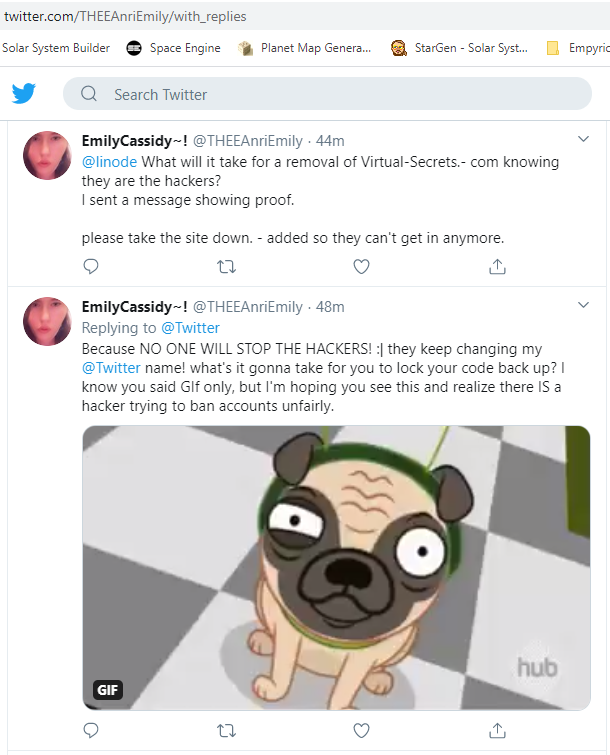 twitter.com/THEEAnriEmily/with_replies
Solar System Builder SE Space Engine Planet Map Genera... StarGen - Solar Syst... Empyric
Search Twitter
EmilyCassidy~! @THEEAnriEmily · 44m
@linode What will it take for a removal of Virtual-Secrets.- com knowing
they are the hackers?
I sent a message showing proof.
please take the site down. - added so they can't get in anymore.
EmilyCassidy~! @THEEAnriEmily · 48m
Replying to @Twitter
Because NO ONE WILL STOP THE HACKERS! :| they keep changing my
@Twitter name! what's it gonna take for you to lock your code back up? I
know you said GIf only, but I'm hoping you see this and realize there IS a
hacker trying to ban accounts unfairly.
hub
GIF